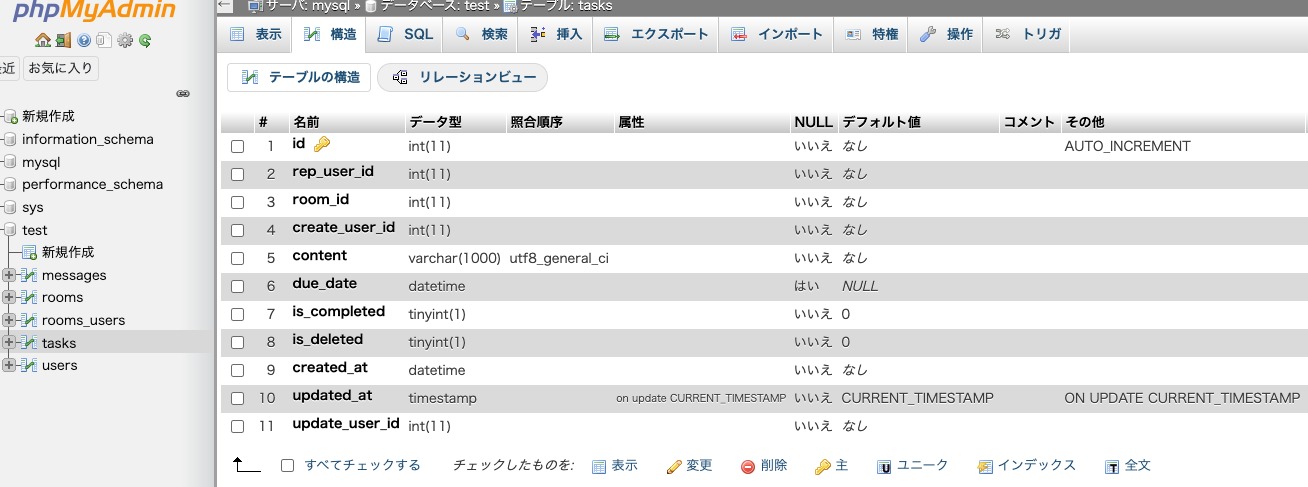 phpMyAdmin
近 お気に入り
新規作成
information_schema
mysql
performance_schema
sys
test
新規作成
messages
rooms
rooms_users
tasks
users
サーバ: mysql » データベース: test » テーブル: tasks
表示 構造 SQL 検索 挿入 エクスポート インポート 特権 操作 トリガ
テーブルの構造 リレーションビュー
# 名前 データ型 照合順序 属性 NULL デフォルト値 コメント その他
1 id int(11) いいえ なし AUTO_INCREMENT
2 rep_user_id int(11) いいえ なし
3 room_id int(11) いいえ なし
4 create_user_id int(11) いいえ なし
5 content varchar(1000) utf8_general_ci いいえ なし
6 due_date datetime はい NULL
7 is_completed tinyint(1) いいえ 0
8 is_deleted tinyint(1) いいえ 0
9 created_at datetime いいえ なし
10 updated_at timestamp on update CURRENT_TIMESTAMP いいえ CURRENT_TIMESTAMP ON UPDATE CURRENT_TIMESTAMP
11 update_user_id int(11) いいえ なし
すべてチェックする チェックしたものを: 表示 変更 削除 主 ユニーク インデックス 全文